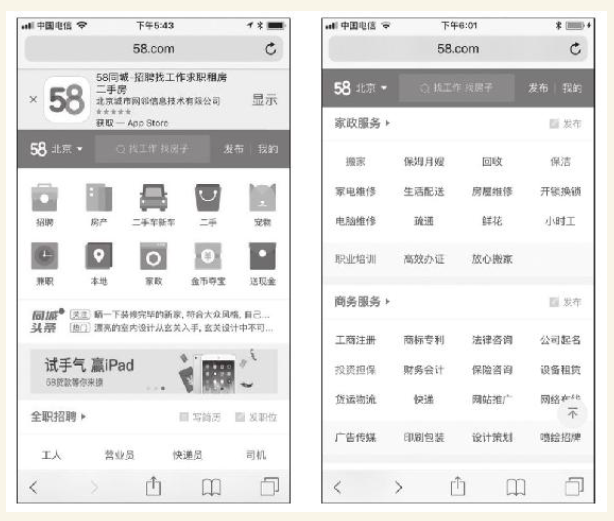 中国电信 下午5:43
58.com
58同城-招聘找工作求职租房
二手房
北京城市网邻信息技术有限公司
获取 — App Store
显示
58 北京 找工作 找房子 发布 我的
招聘 房产 二手车新车 二手 宠物
兼职 本地 家政 金币夺宝 送现金
同城 关注 晒一下装修完毕的新家，符合大众风格，自己...
头条 热门 漂亮的室内设计从玄关入手，玄关设计中不可...
试手气 赢iPad
58贷款等你来撩
全职招聘 写简历 发职位
工人 营业员 快递员 司机
中国电信 下午6:01
58.com
58 北京 找工作 找房子 发布 我的
家政服务 发布
搬家 保姆月嫂 回收 保洁
家电维修 生活配送 房屋维修 开锁换锁
电脑维修 疏通 鲜花 小时工
职业培训 高效办证 放心搬家
商务服务 发布
工商注册 商标专利 法律咨询 公司起名
投资担保 财务会计 保险咨询 设备租赁
货运物流 快递 网站推广 网络布线
广告传媒 印刷包装 设计策划 喷绘招牌